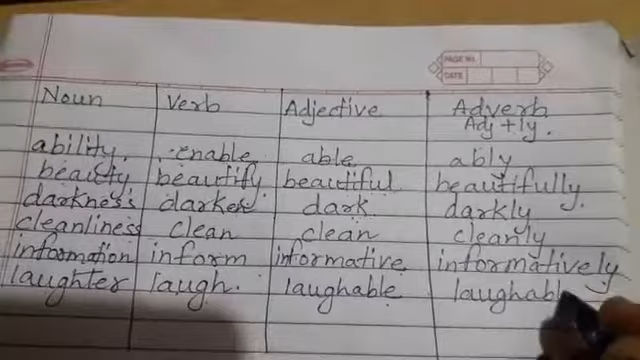 PAGE No.
DATE
Noun Verb Adjective Adverb
Adj + ly.
ability. enable able ably
beauty beautify beautiful beautifully.
darkness darken dark darkly
cleanliness clean clean cleanly
information inform informative informatively
laughter laugh. laughable laughabl